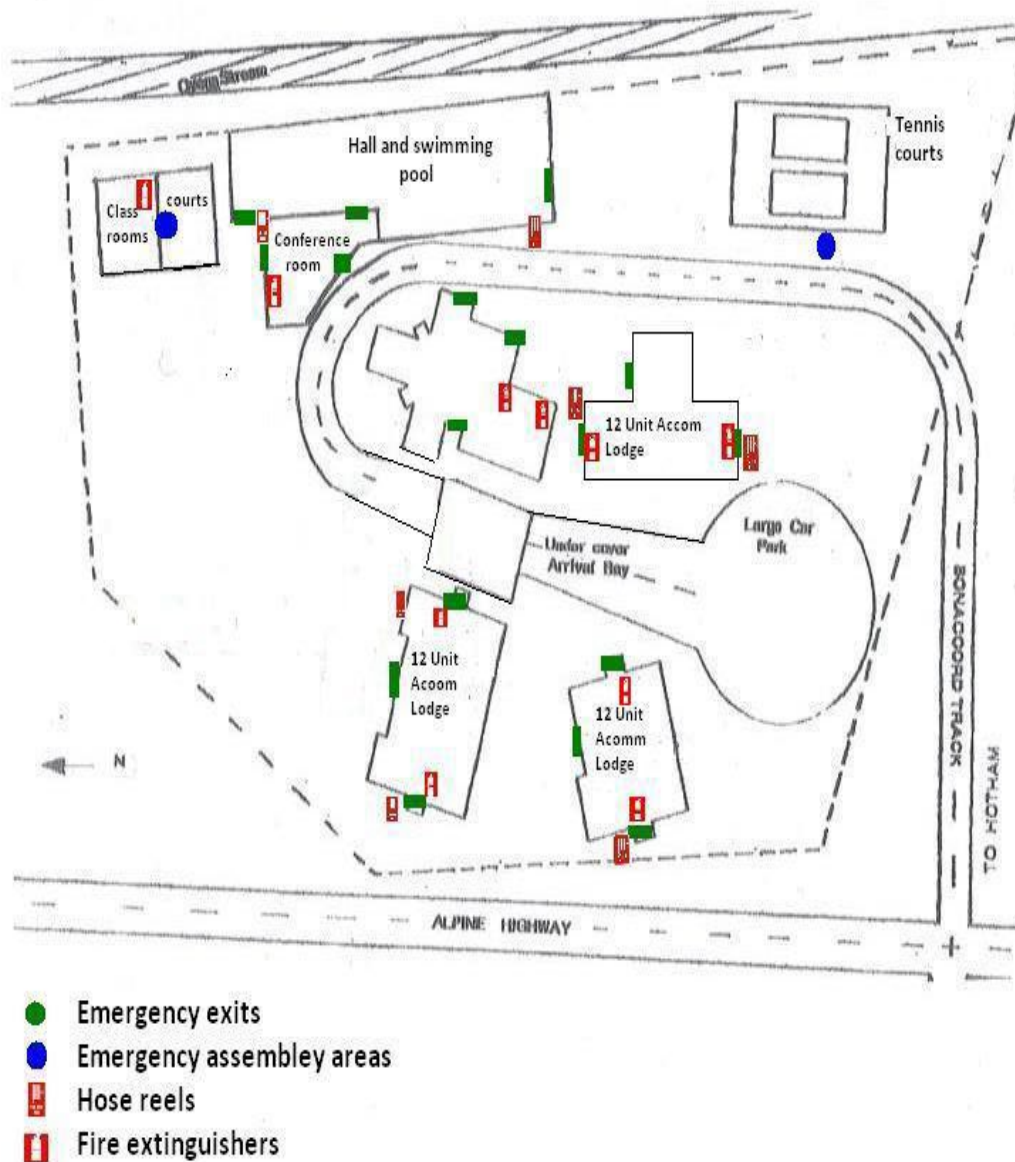 Hall and swimming
pool
Tennis
courts
Class
rooms
courts
Conference
room
12 Unit Accom
Lodge
Large Car
Park
Under cover
Arrival Bay
12 Unit
Acoom
Lodge
12 Unit
Acomm
Lodge
N
BONACCORD TRACK
TO HOTHAM
ALPINE HIGHWAY
Emergency exits
Emergency assembley areas
Hose reels
Fire extinguishers